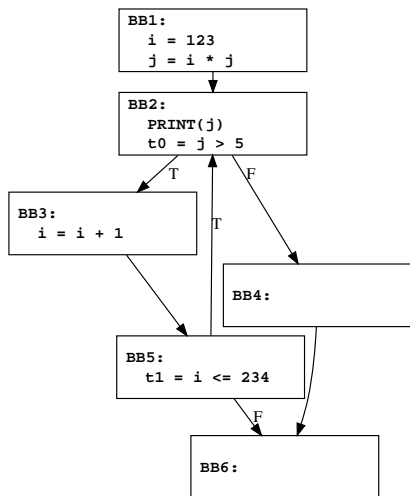 BB1:
i = 123
j = i * j
BB2:
PRINT(j)
t0 = j > 5
T
F
BB3:
i = i + 1
T
BB4:
BB5:
t1 = i <= 234
F
BB6: